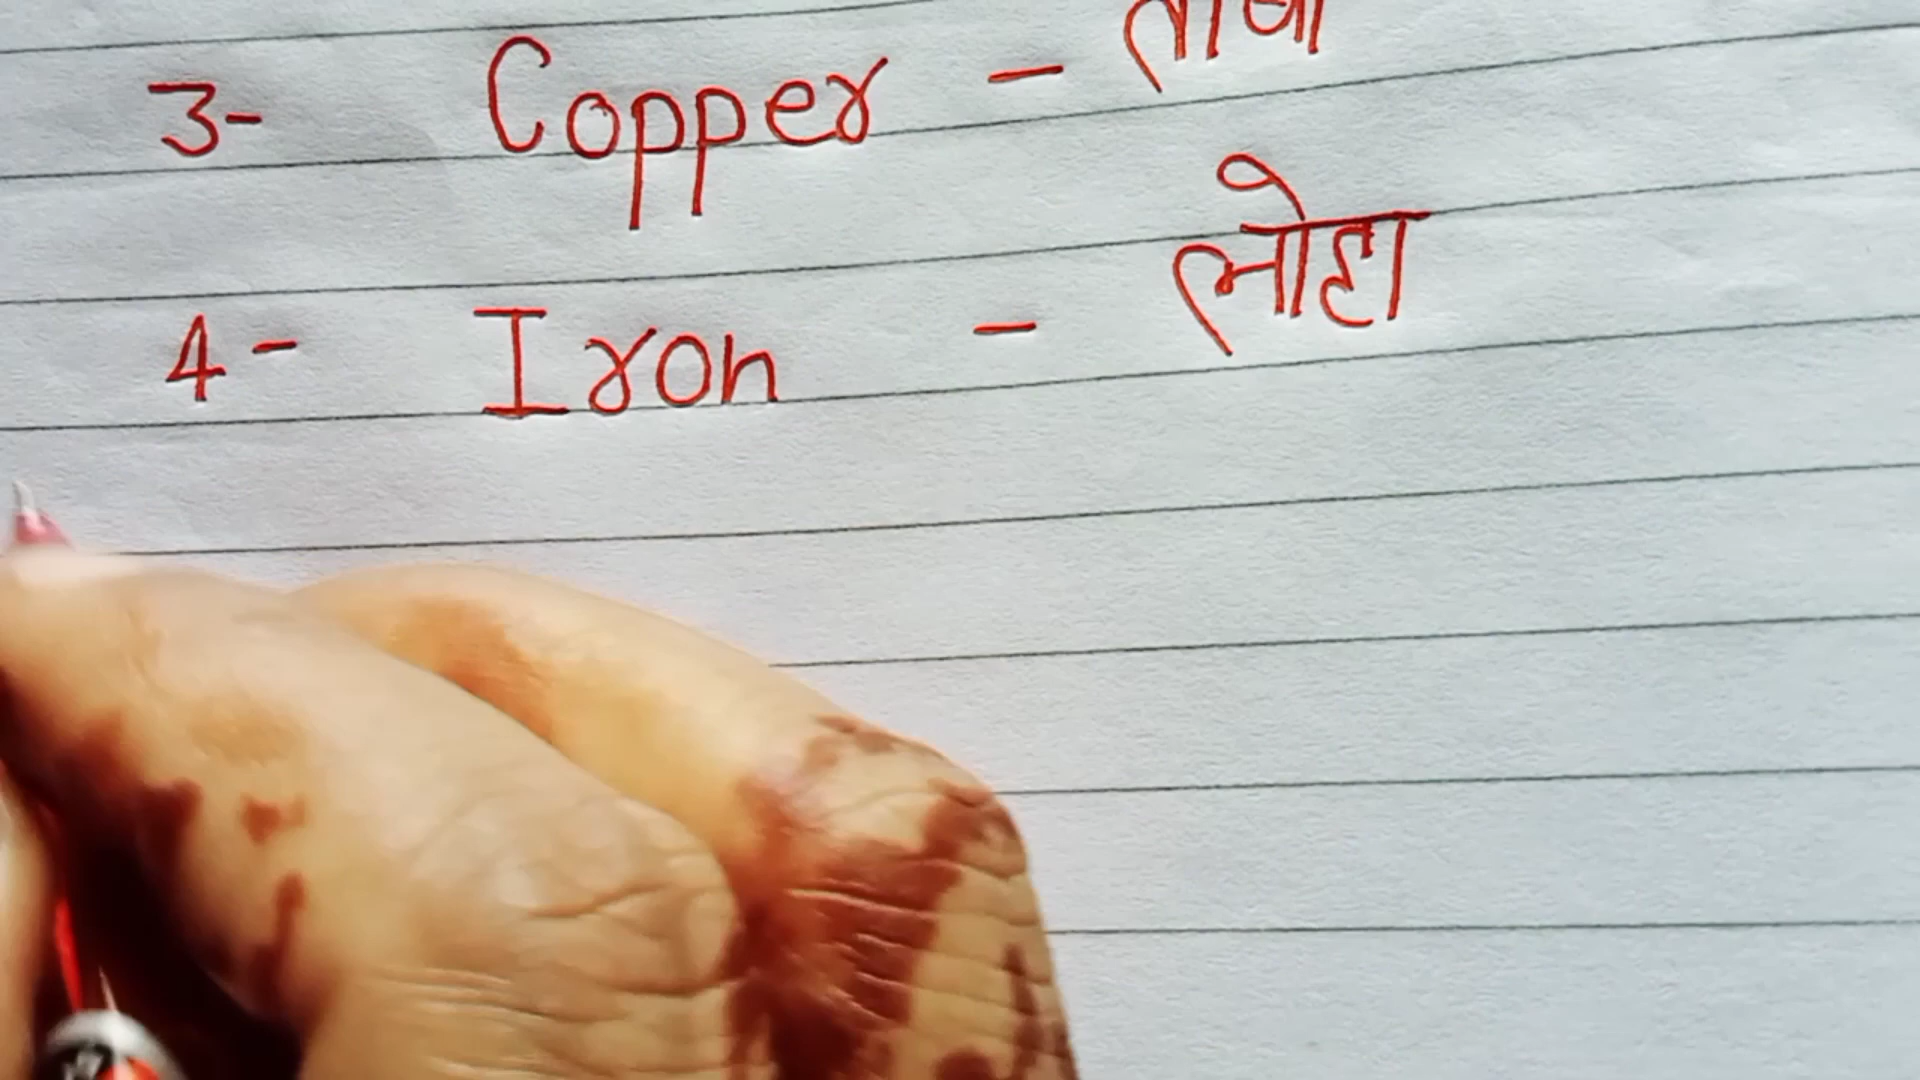 3- Copper - तांबा
4- Iron - लोहा